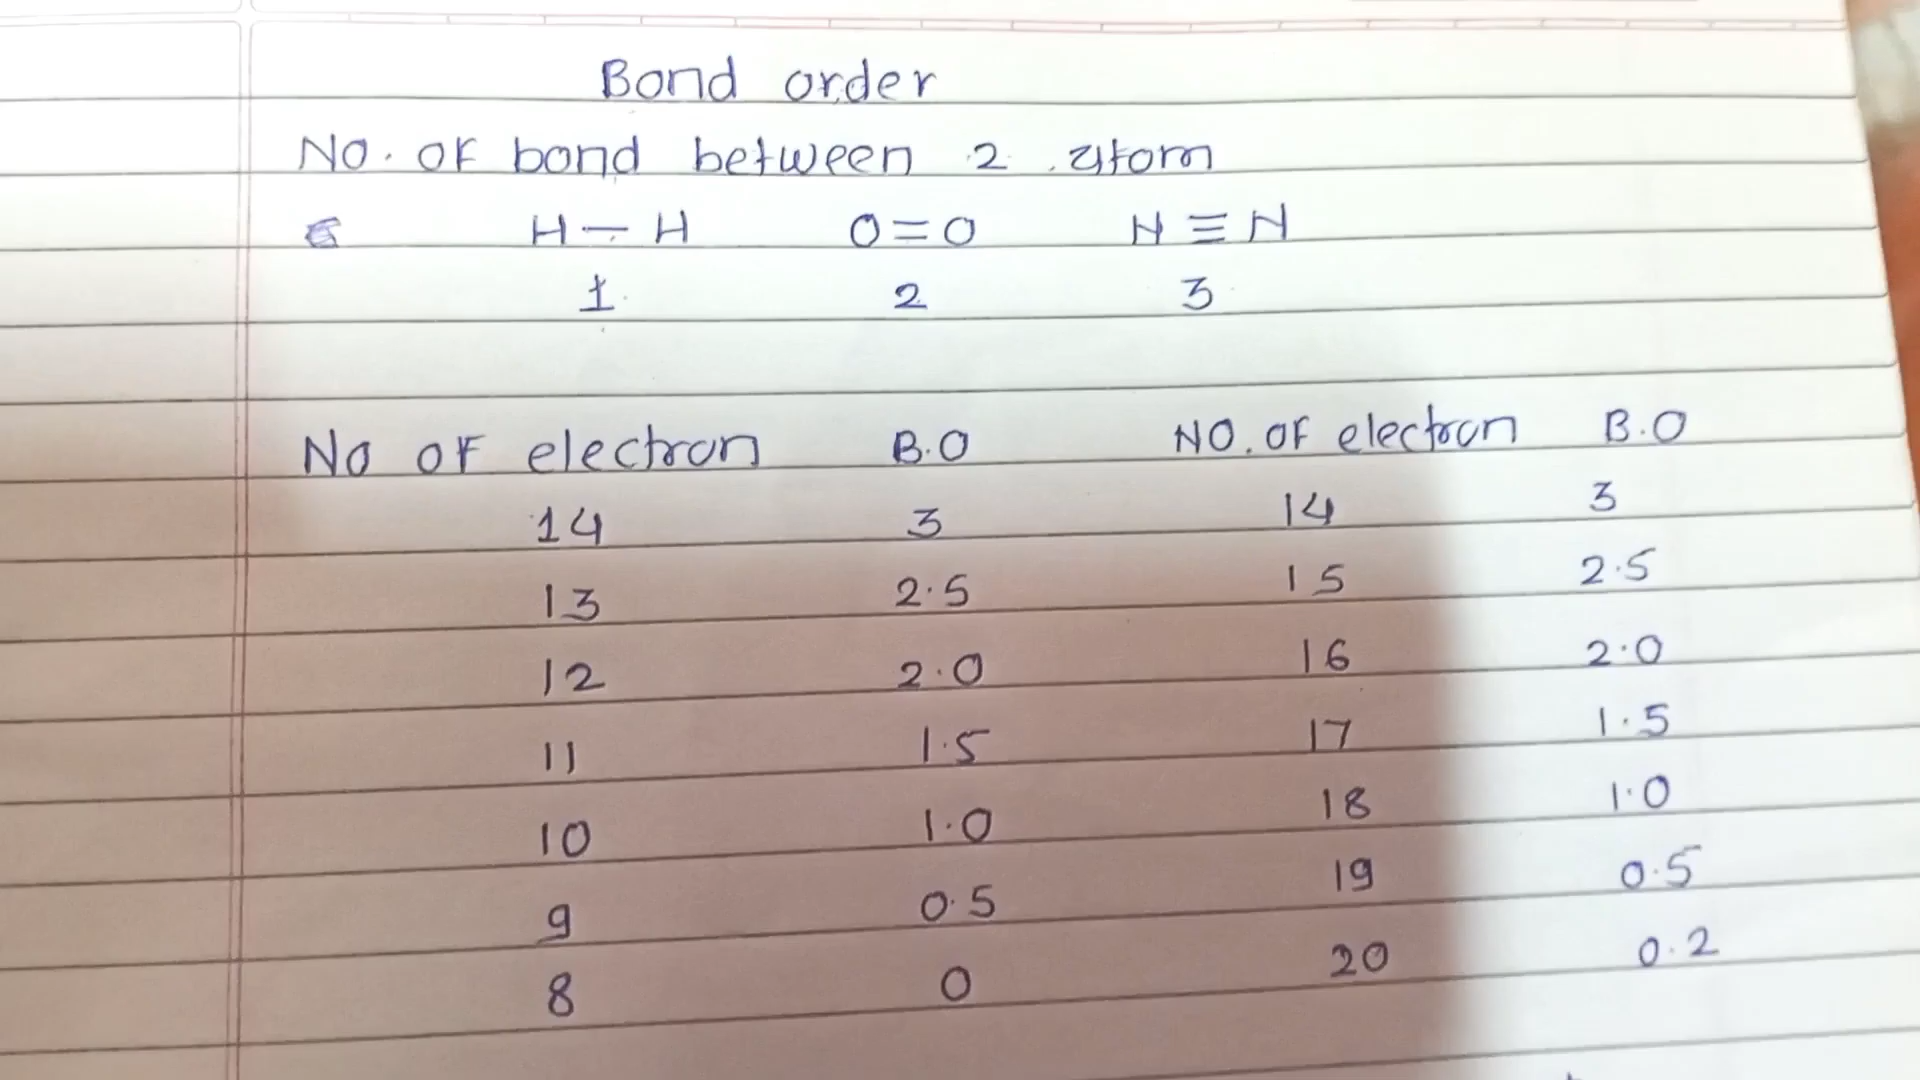 Bond order
No. of bond between 2 atom
H - H O = O N ≡ N
1 2 3
No of electron B.O NO. of electron B.O
14 3 14 3
13 2.5 15 2.5
12 2.0 16 2.0
11 1.5 17 1.5
10 1.0 18 1.0
9 0.5 19 0.5
8 0 20 0.2